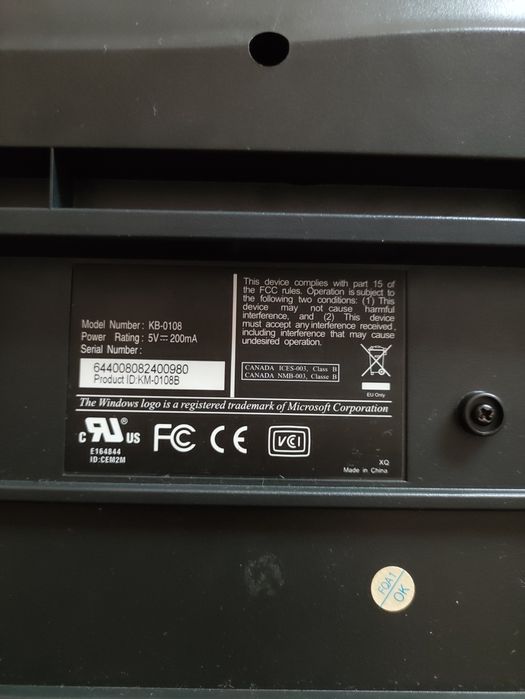 Model Number: KB-0108
Power Rating: 5V⎓200mA
Serial Number:
644008082400980
Product ID:KM-0108B
This device complies with part 15 of
the FCC rules. Operation is subject to
the following two conditions: (1) This
device may not cause harmful
interference, and (2) This device
must accept any interference received,
including interference that may cause
undesired operation.
CANADA ICES-003, Class B
CANADA NMB-003, Classe B
EU Only
The Windows logo is a registered trademark of Microsoft Corporation
c RU® US
E164844
ID:CEM2M
FC CE VCI
XQ
Made in China
FQA1
OK